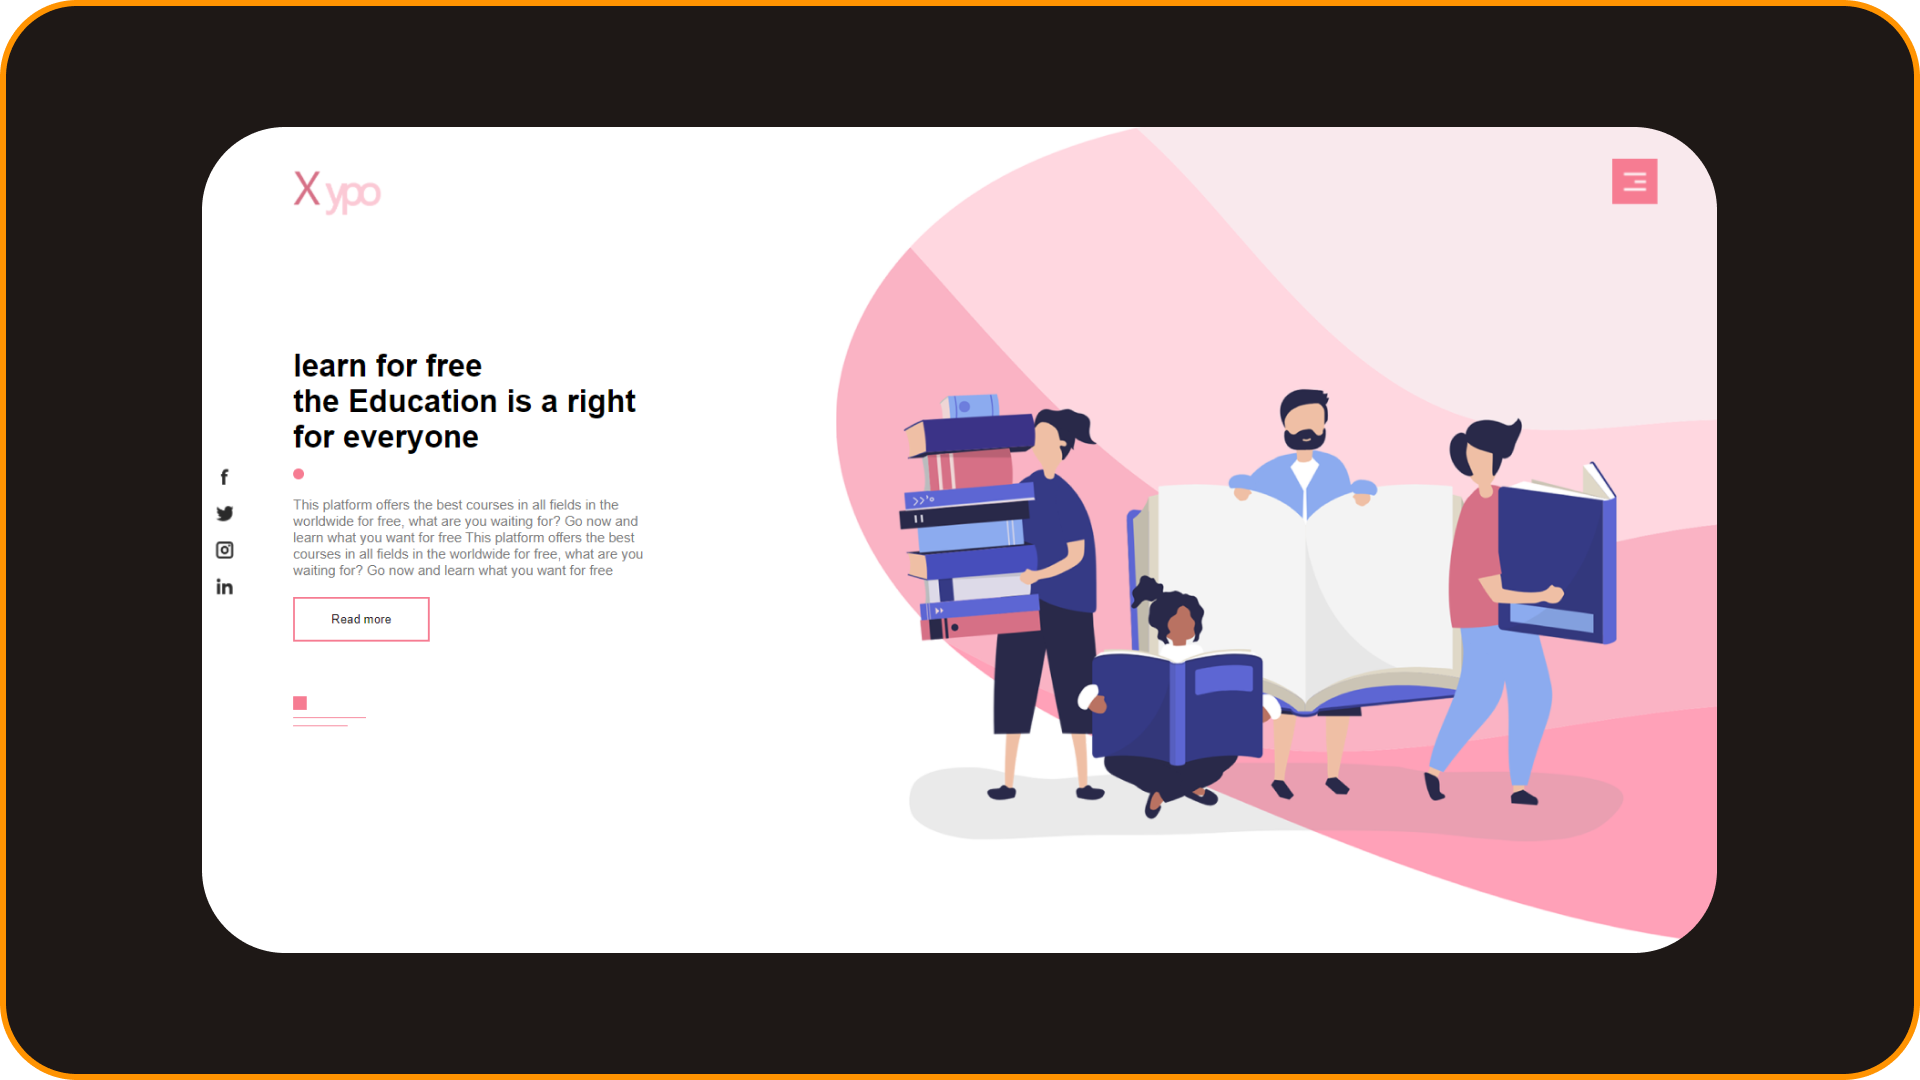 Xypo
learn for free
the Education is a right
for everyone
This platform offers the best courses in all fields in the
worldwide for free, what are you waiting for? Go now and
learn what you want for free This platform offers the best
courses in all fields in the worldwide for free, what are you
waiting for? Go now and learn what you want for free
Read more